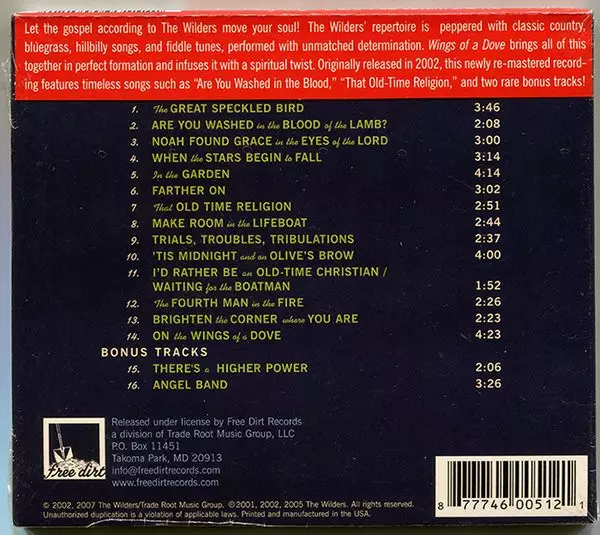 Let the gospel according to The Wilders move your soul! The Wilders' repertoire is peppered with classic country,
bluegrass, hillbilly songs, and fiddle tunes, performed with unmatched determination. Wings of a Dove brings all of this
together in perfect formation and infuses it with a spiritual twist. Originally released in 2002, this newly re-mastered record-
ing features timeless songs such as "Are You Washed in the Blood," "That Old-Time Religion," and two rare bonus tracks!
1. The GREAT SPECKLED BIRD 3:46
2. ARE YOU WASHED in the BLOOD of the LAMB? 2:08
3. NOAH FOUND GRACE in the EYES of the LORD 3:00
4. WHEN the STARS BEGIN to FALL 3:14
5. In the GARDEN 4:14
6. FARTHER ON 3:02
7 That OLD TIME RELIGION 2:51
8. MAKE ROOM in the LIFEBOAT 2:44
9. TRIALS, TROUBLES, TRIBULATIONS 2:37
10. 'TIS MIDNIGHT and on OLIVE'S BROW 4:00
11. I'D RATHER BE an OLD-TIME CHRISTIAN /
WAITING for the BOATMAN 1:52
12. The FOURTH MAN in the FIRE 2:26
13. BRIGHTEN the CORNER where YOU ARE 2:23
14. ON the WINGS of a DOVE 4:23
BONUS TRACKS
15. THERE'S a HIGHER POWER 2:06
16. ANGEL BAND 3:26
free dirt
Released under license by Free Dirt Records
a division of Trade Root Music Group, LLC
P.O. Box 11451
Takoma Park, MD 20913
info@freedirtrecords.com
www.freedirtrecords.com
© 2002, 2007 The Wilders/Trade Root Music Group. ℗2001, 2002, 2005 The Wilders. All rights reserved.
Unauthorized duplication is a violation of applicable laws. Printed and manufactured in the USA.
8 77746 00512 1